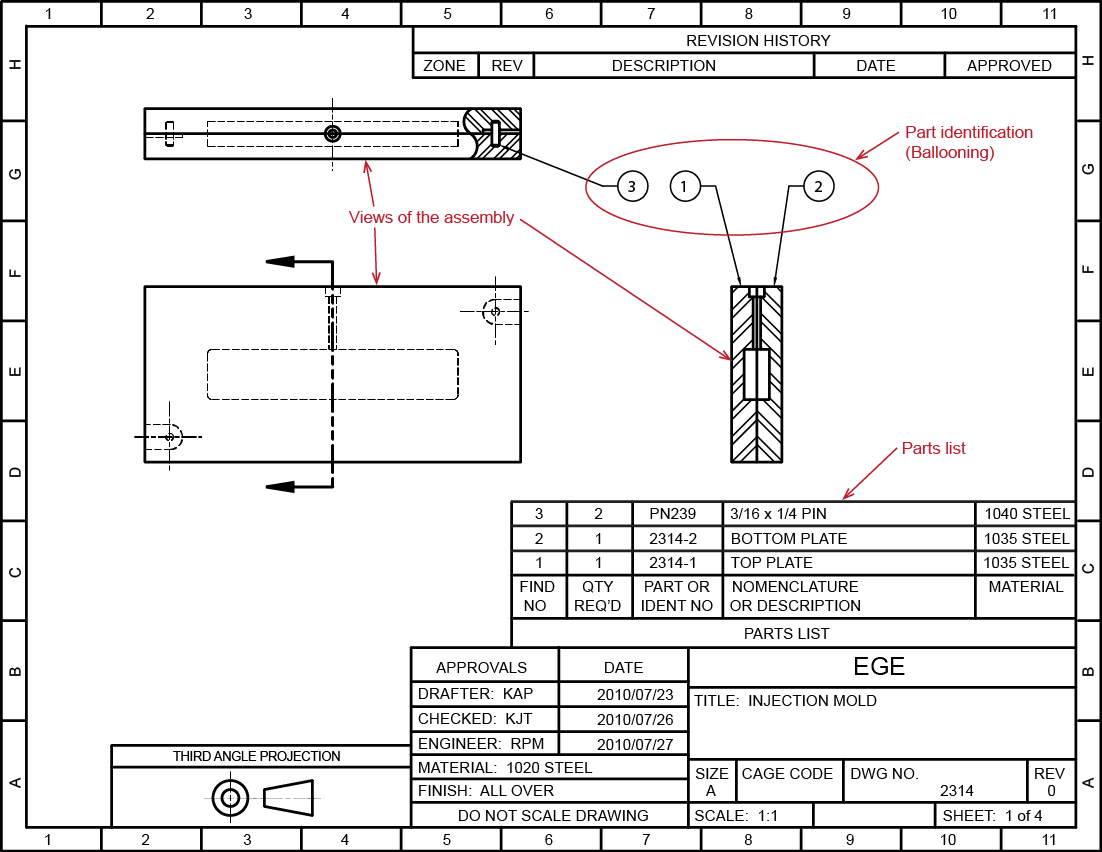 1 2 3 4 5 6 7 8 9 10 11
H
G
F
E
D
C
B
A
H
G
F
E
D
C
B
A
REVISION HISTORY
ZONE REV DESCRIPTION DATE APPROVED
Part identification
(Ballooning)
3 1 2
Views of the assembly
Parts list
3 2 PN239 3/16 x 1/4 PIN 1040 STEEL
2 1 2314-2 BOTTOM PLATE 1035 STEEL
1 1 2314-1 TOP PLATE 1035 STEEL
FIND QTY PART OR NOMENCLATURE MATERIAL
NO REQ'D IDENT NO OR DESCRIPTION
PARTS LIST
APPROVALS DATE
DRAFTER: KAP 2010/07/23
CHECKED: KJT 2010/07/26
ENGINEER: RPM 2010/07/27
MATERIAL: 1020 STEEL
FINISH: ALL OVER
DO NOT SCALE DRAWING
EGE
TITLE: INJECTION MOLD
SIZE CAGE CODE DWG NO. REV
A 2314 0
SCALE: 1:1 SHEET: 1 of 4
THIRD ANGLE PROJECTION
1 2 3 4 5 6 7 8 9 10 11